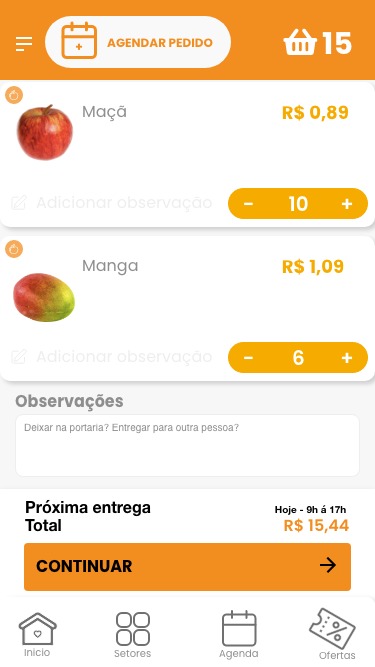 AGENDAR PEDIDO
15
Maçã
R$ 0,89
Adicionar observação
- 10 +
Manga
R$ 1,09
Adicionar observação
- 6 +
Observações
Deixar na portaria? Entregar para outra pessoa?
Próxima entrega
Hoje - 9h á 17h
Total
R$ 15,44
CONTINUAR
Inicio
Setores
Agenda
Ofertas